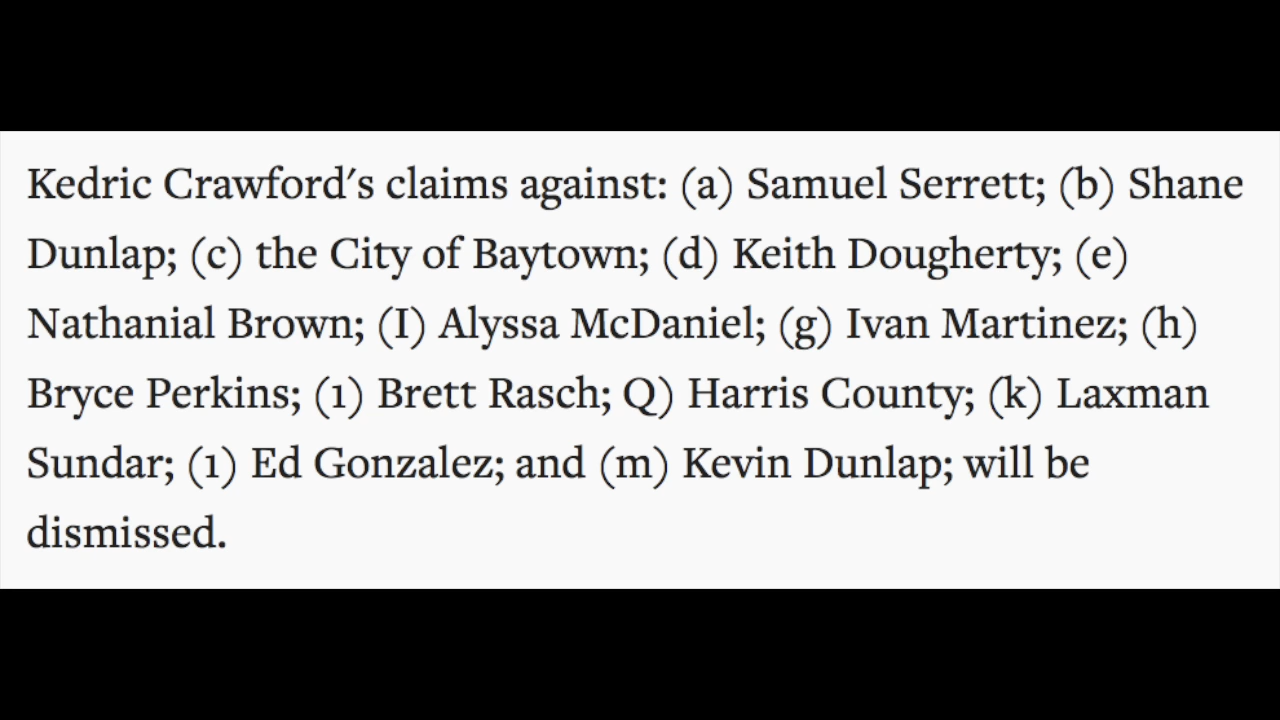 Kedric Crawford's claims against: (a) Samuel Serrett; (b) Shane
Dunlap; (c) the City of Baytown; (d) Keith Dougherty; (e)
Nathanial Brown; (I) Alyssa McDaniel; (g) Ivan Martinez; (h)
Bryce Perkins; (1) Brett Rasch; Q) Harris County; (k) Laxman
Sundar; (1) Ed Gonzalez; and (m) Kevin Dunlap; will be
dismissed.